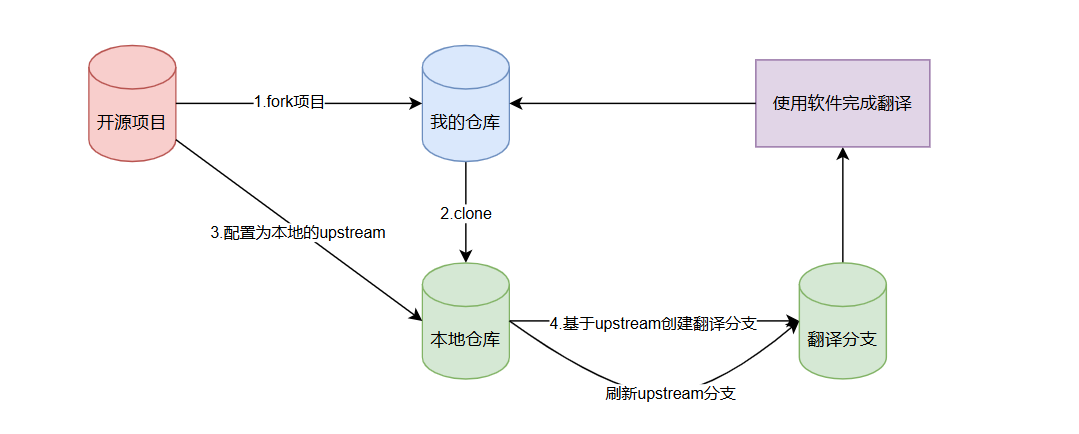 1.fork项目
使用软件完成翻译
开源项目
我的仓库
2.clone
3.配置为本地的upstream
4.基于upstream创建翻译分支
本地仓库
翻译分支
刷新upstream分支